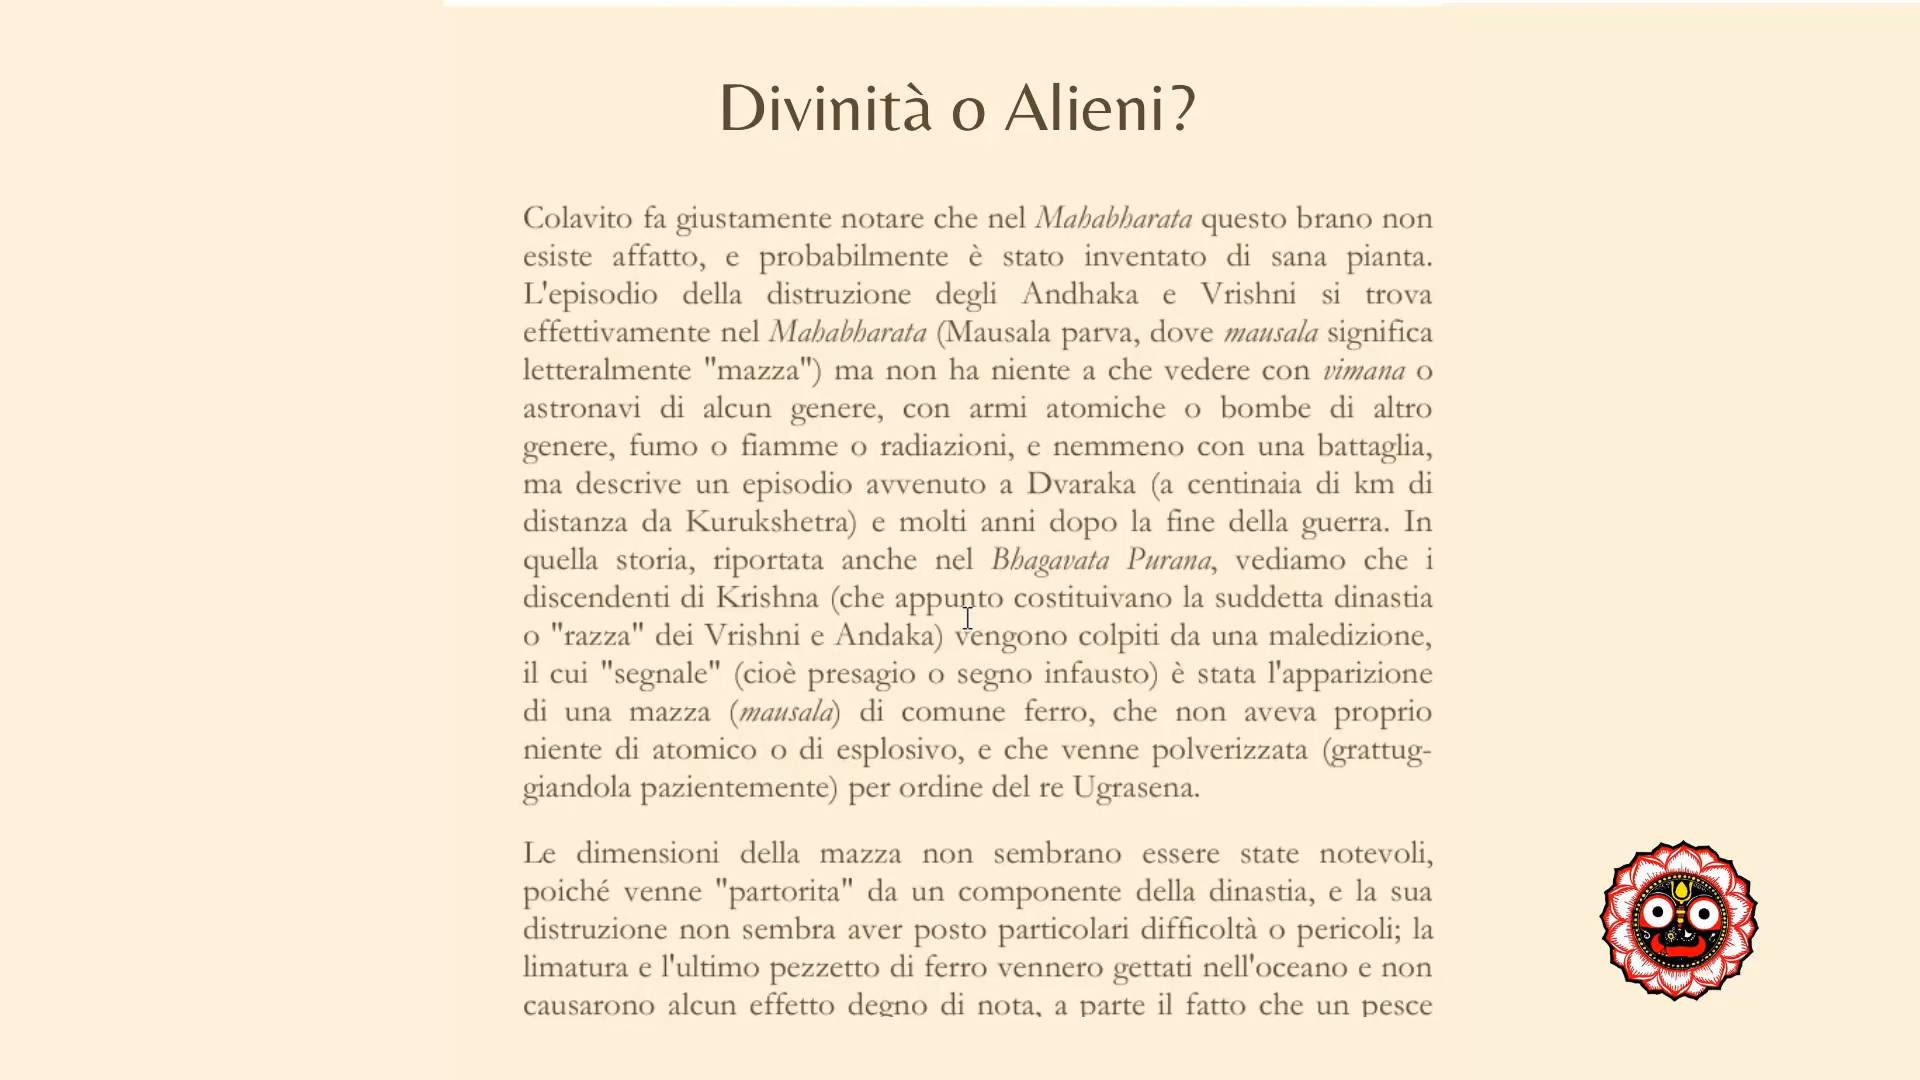 Divinità o Alieni?
Colavito fa giustamente notare che nel Mahabharata questo brano non
esiste affatto, e probabilmente è stato inventato di sana pianta.
L'episodio della distruzione degli Andhaka e Vrishni si trova
effettivamente nel Mahabharata (Mausala parva, dove mausala significa
letteralmente "mazza") ma non ha niente a che vedere con vimana o
astronavi di alcun genere, con armi atomiche o bombe di altro
genere, fumo o fiamme o radiazioni, e nemmeno con una battaglia,
ma descrive un episodio avvenuto a Dvaraka (a centinaia di km di
distanza da Kurukshetra) e molti anni dopo la fine della guerra. In
quella storia, riportata anche nel Bhagavata Purana, vediamo che i
discendenti di Krishna (che appunto costituivano la suddetta dinastia
o "razza" dei Vrishni e Andaka) vengono colpiti da una maledizione,
il cui "segnale" (cioè presagio o segno infausto) è stata l'apparizione
di una mazza (mausala) di comune ferro, che non aveva proprio
niente di atomico o di esplosivo, e che venne polverizzata (grattug-
giandola pazientemente) per ordine del re Ugrasena.
Le dimensioni della mazza non sembrano essere state notevoli,
poiché venne "partorita" da un componente della dinastia, e la sua
distruzione non sembra aver posto particolari difficoltà o pericoli; la
limatura e l'ultimo pezzetto di ferro vennero gettati nell'oceano e non
causarono alcun effetto degno di nota, a parte il fatto che un pesce